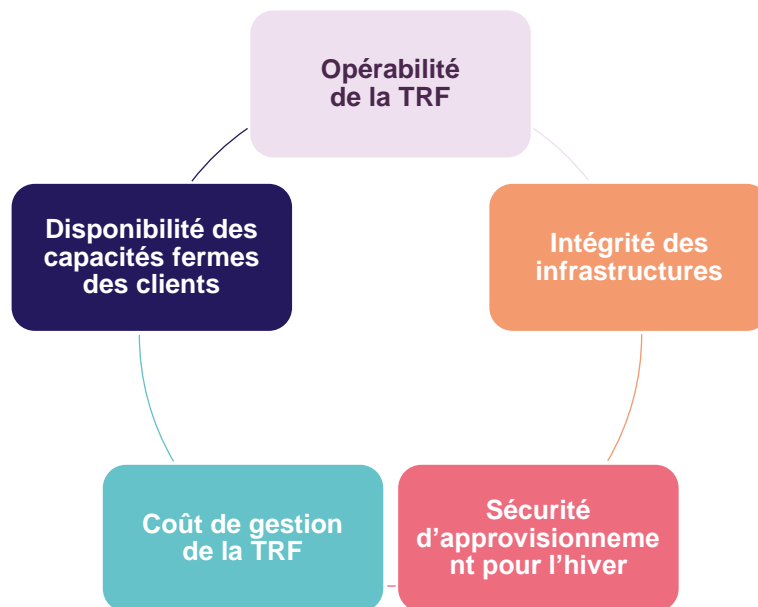 Opérabilité
de la TRF
Disponibilité des
capacités fermes
des clients
Intégrité des
infrastructures
Coût de gestion
de la TRF
Sécurité
d’approvisionneme
nt pour l’hiver